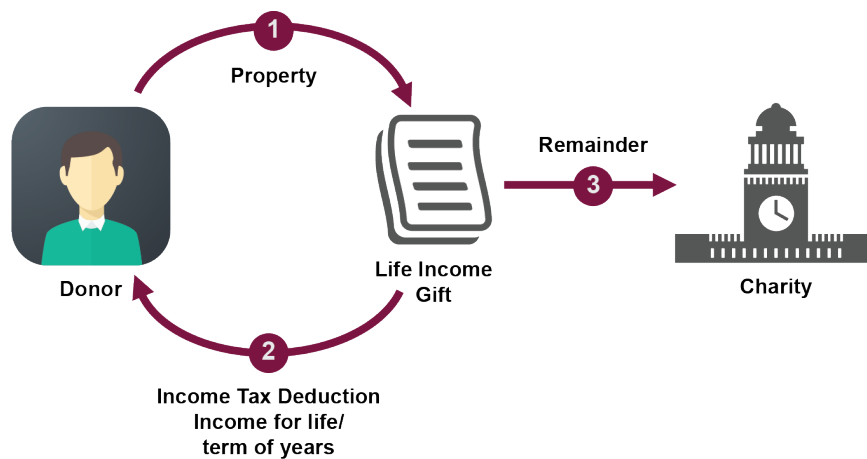 1
Property
Donor
Life Income
Gift
Remainder
3
Charity
2
Income Tax Deduction
Income for life/
term of years